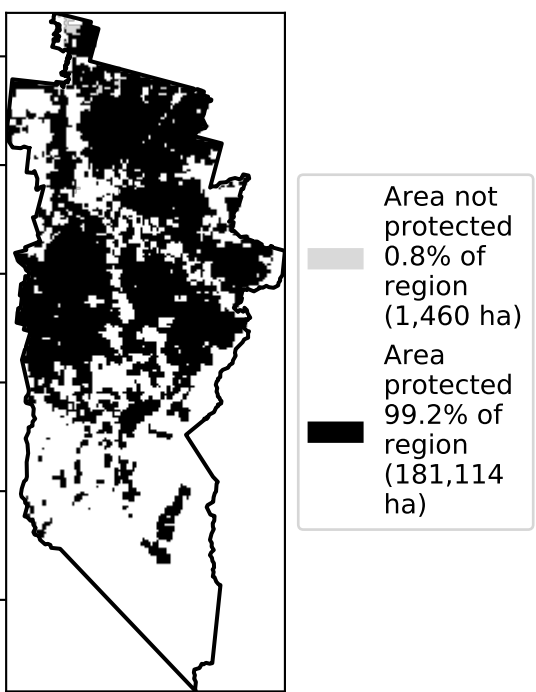 Area not
protected
0.8% of
region
(1,460 ha)
Area
protected
99.2% of
region
(181,114
ha)